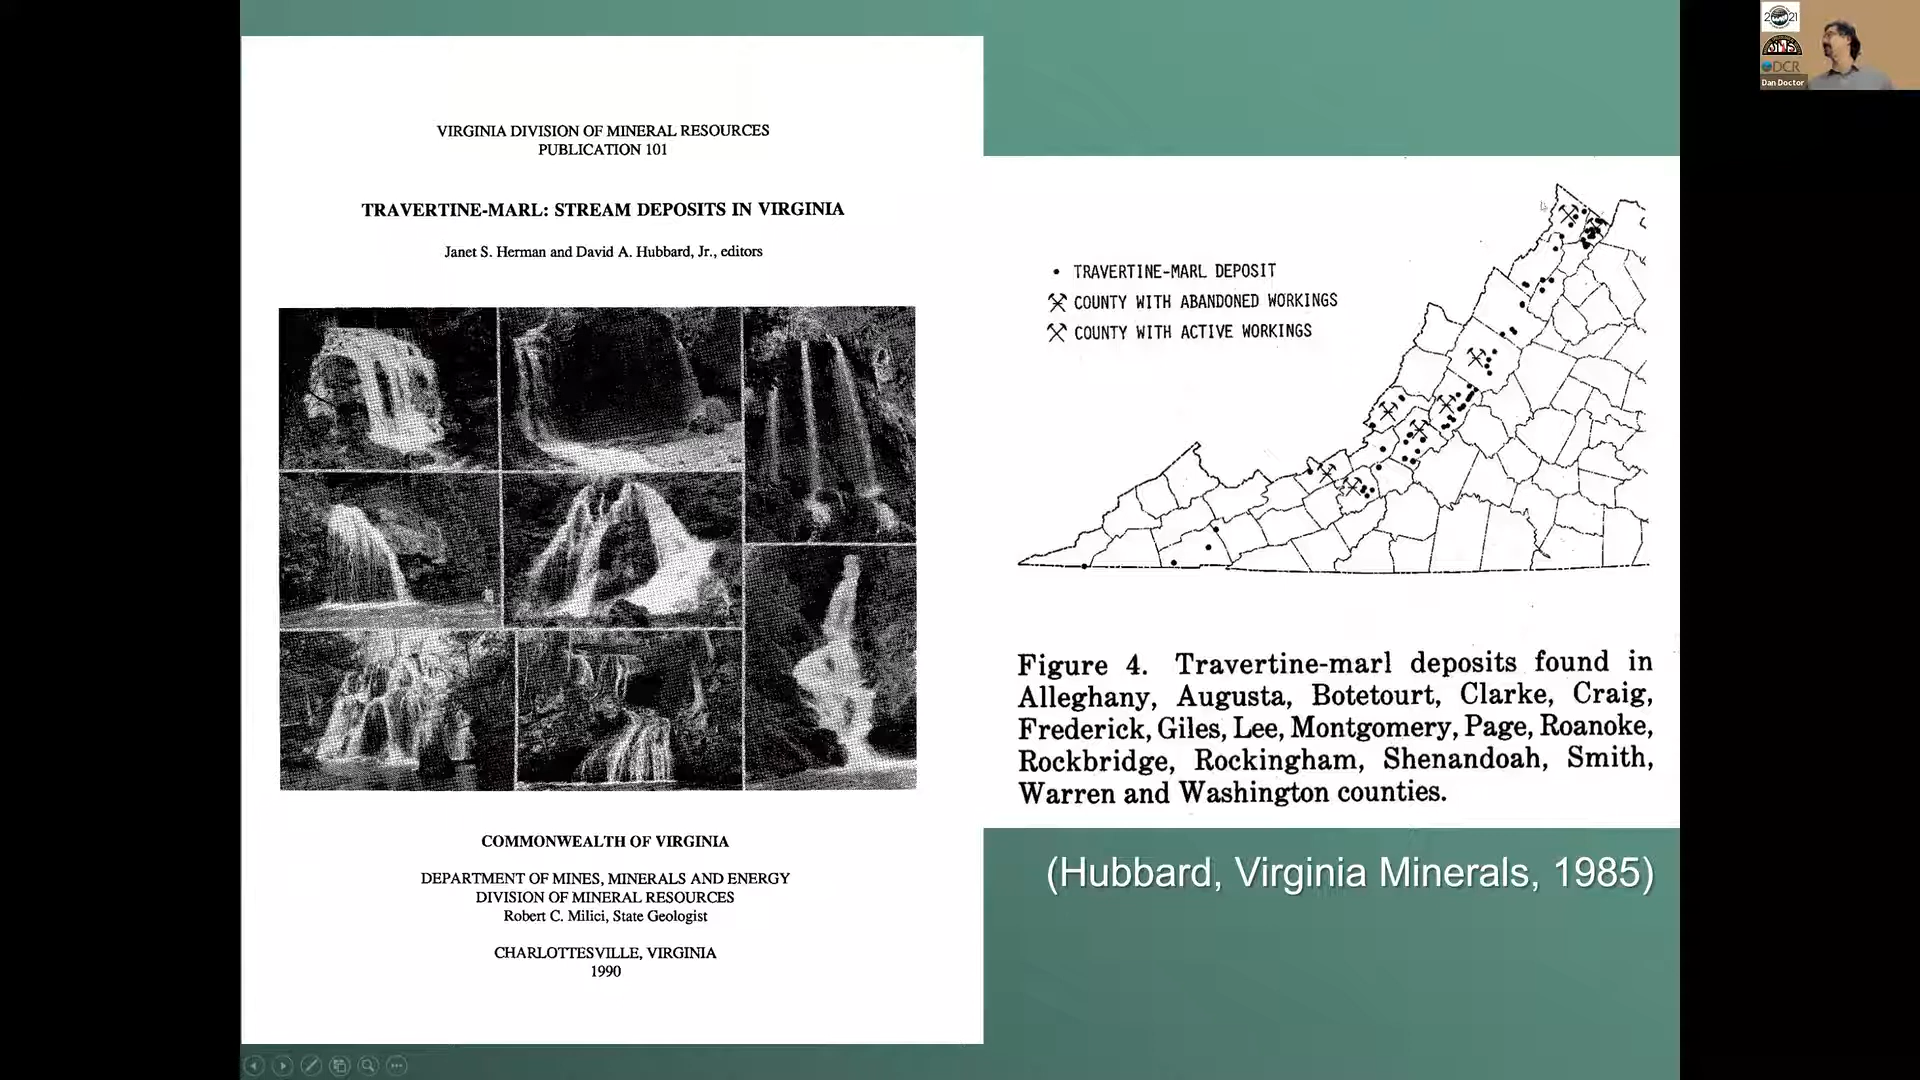 VIRGINIA DIVISION OF MINERAL RESOURCES
PUBLICATION 101
TRAVERTINE-MARL: STREAM DEPOSITS IN VIRGINIA
Janet S. Herman and David A. Hubbard, Jr., editors
COMMONWEALTH OF VIRGINIA
DEPARTMENT OF MINES, MINERALS AND ENERGY
DIVISION OF MINERAL RESOURCES
Robert C. Milici, State Geologist
CHARLOTTESVILLE, VIRGINIA
1990
• TRAVERTINE-MARL DEPOSIT
COUNTY WITH ABANDONED WORKINGS
COUNTY WITH ACTIVE WORKINGS
Figure 4. Travertine-marl deposits found in
Alleghany, Augusta, Botetourt, Clarke, Craig,
Frederick, Giles, Lee, Montgomery, Page, Roanoke,
Rockbridge, Rockingham, Shenandoah, Smith,
Warren and Washington counties.
(Hubbard, Virginia Minerals, 1985)
2021
DCR
Dan Doctor